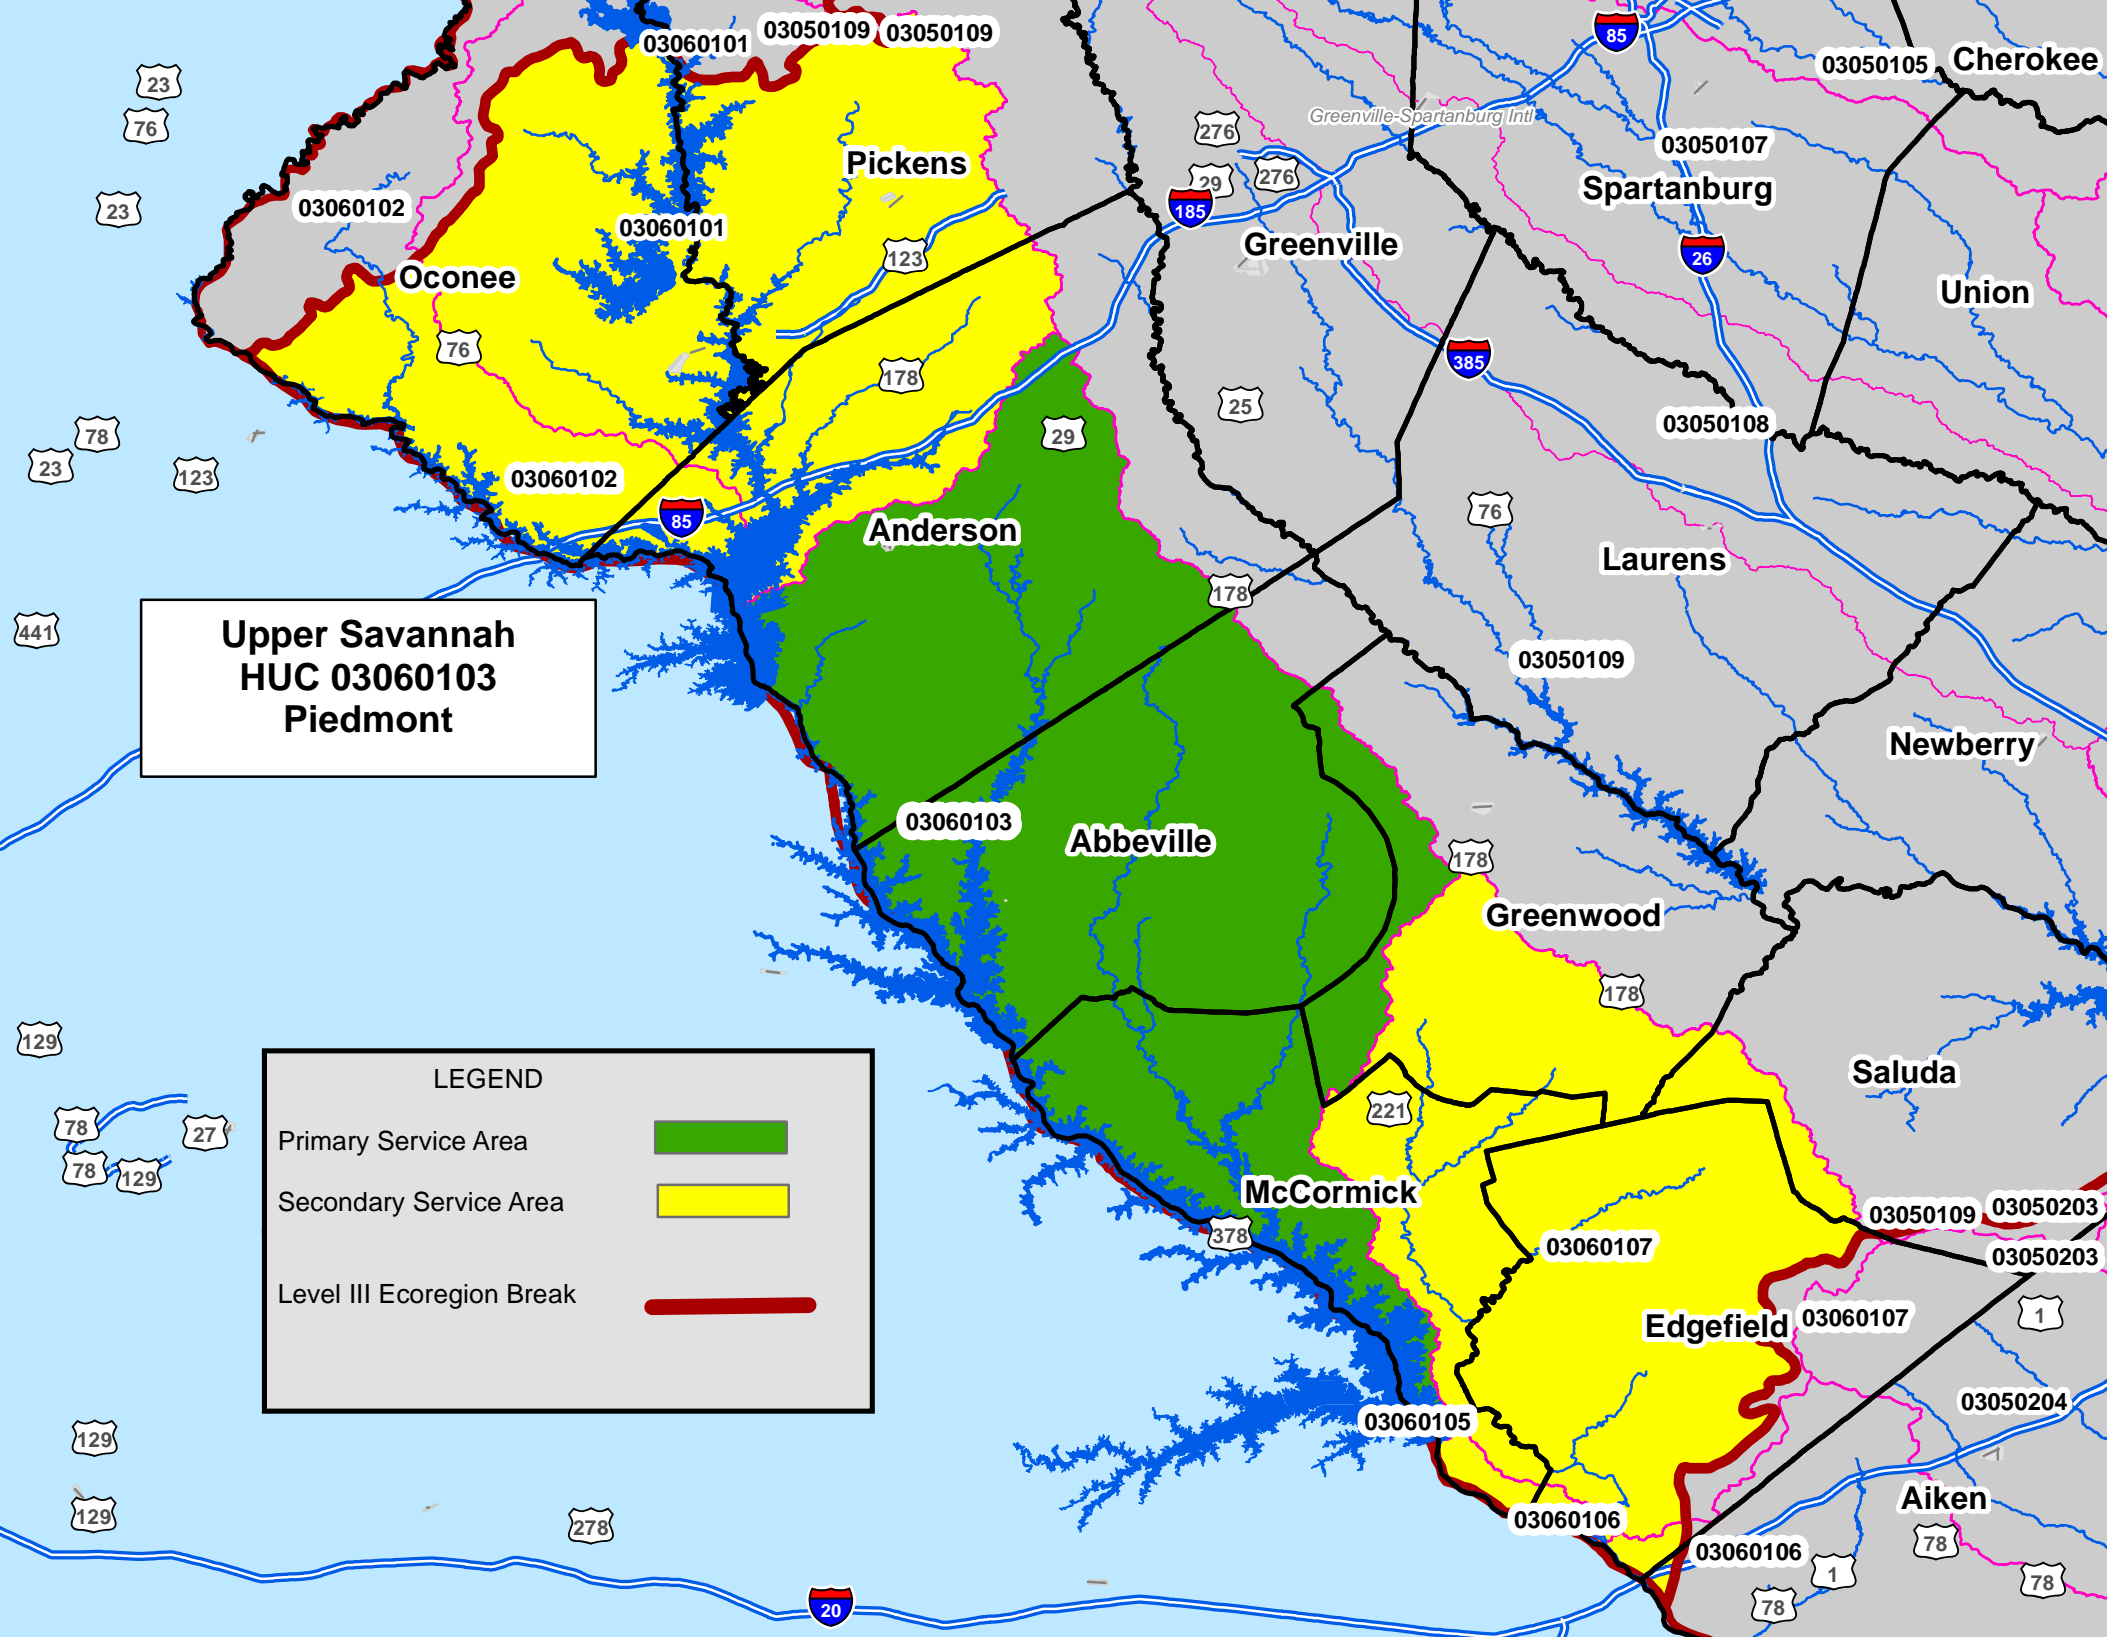 03060101
03050109
03050109
85
03050105
Cherokee
23
76
276
Greenville-Spartanburg Intl
03050107
Pickens
29
276
Spartanburg
23
03060102
185
03060101
Greenville
123
26
Oconee
Union
76
178
385
25
03050108
78
29
23
123
03060102
85
76
Anderson
Laurens
178
441
Upper Savannah
HUC 03060103
Piedmont
03050109
Newberry
03060103
Abbeville
178
Greenwood
178
129
LEGEND
Saluda
221
Primary Service Area
78
27
78
129
Secondary Service Area
McCormick
03050109
03050203
378
03060107
03050203
Level III Ecoregion Break
Edgefield
03060107
1
03050204
03060105
129
Aiken
129
278
03060106
78
03060106
1
78
78
20